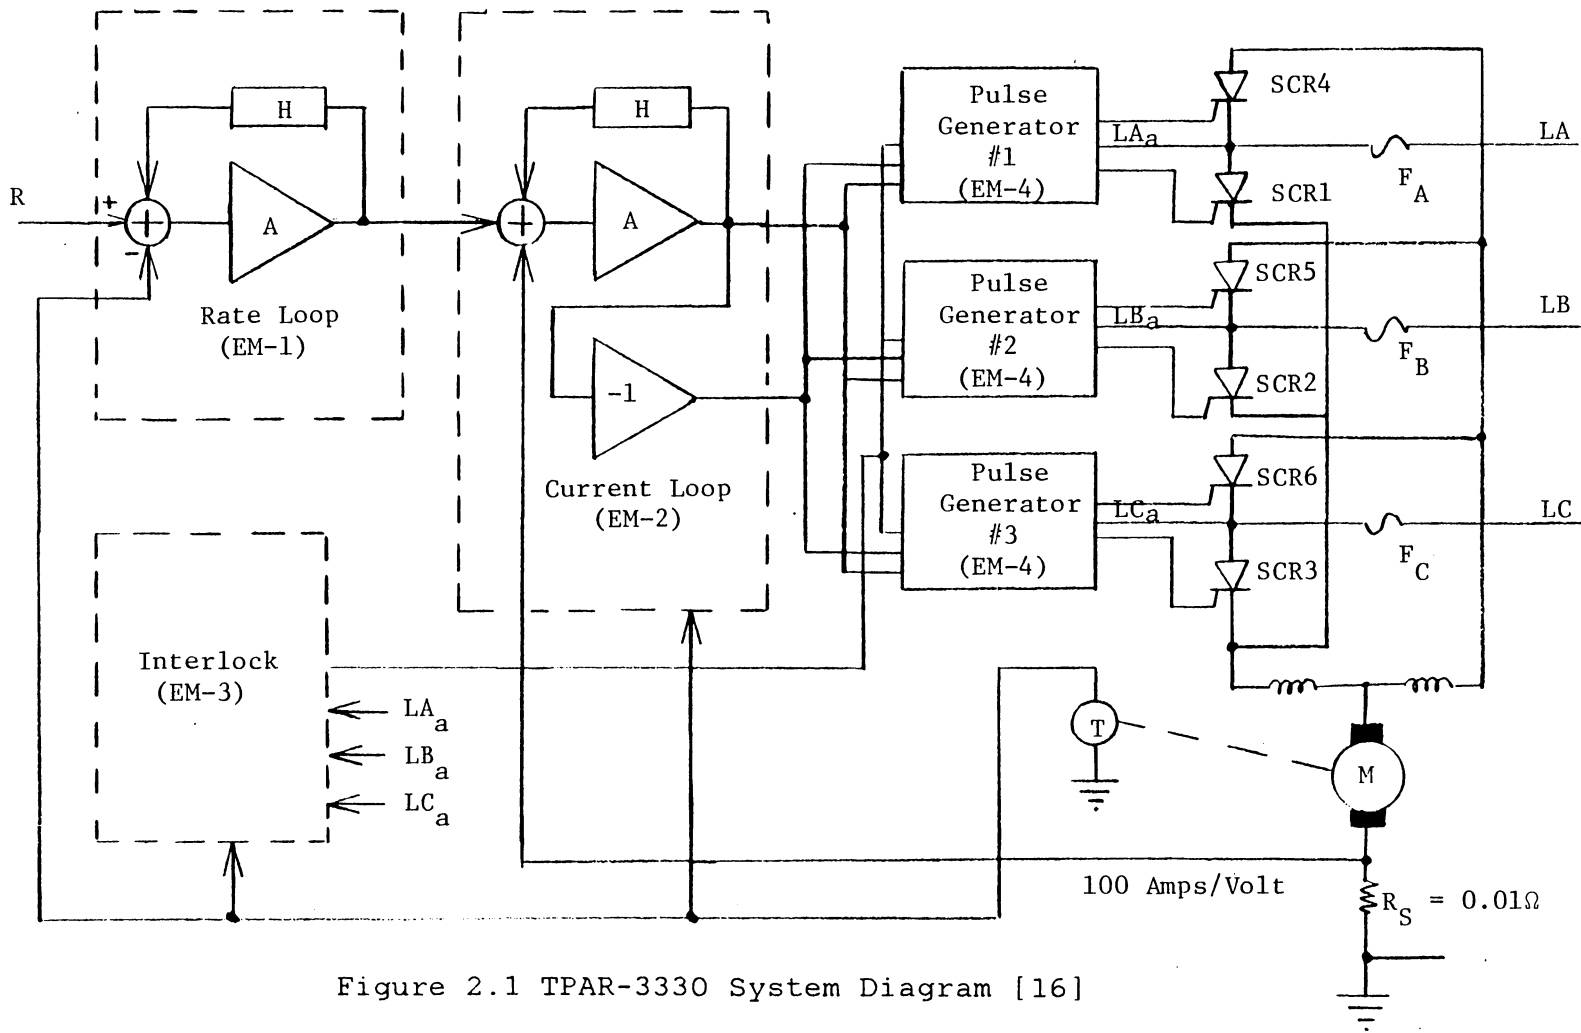 R
+
-
+
H
A
Rate Loop
(EM-1)
+
H
A
-1
Current Loop
(EM-2)
Interlock
(EM-3)
LAa
LBa
LCa
Pulse
Generator
#1
(EM-4)
Pulse
Generator
#2
(EM-4)
Pulse
Generator
#3
(EM-4)
LAa
LBa
LCa
SCR4
SCR1
SCR5
SCR2
SCR6
SCR3
FA
FB
FC
LA
LB
LC
T
M
100 Amps/Volt
RS = 0.01Ω
Figure 2.1 TPAR-3330 System Diagram [16]